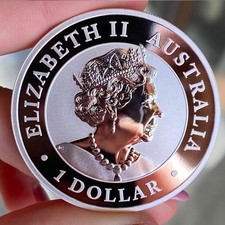 ELIZABETH II AUSTRALIA
• 1 DOLLAR •